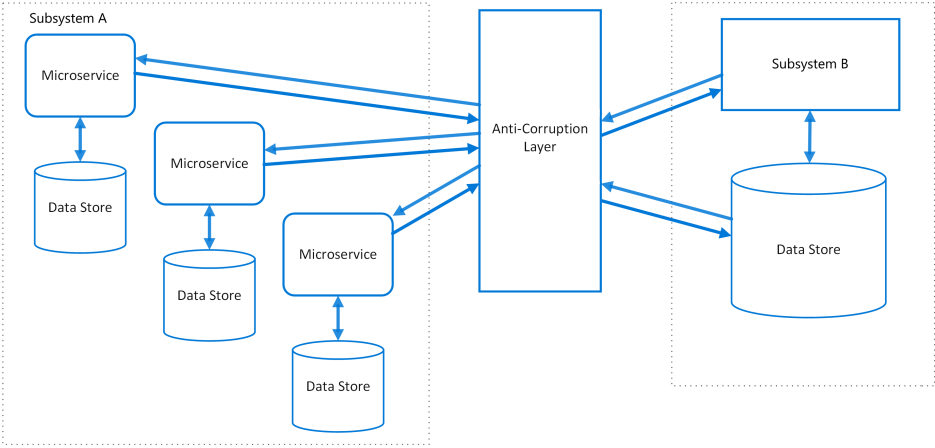 Subsystem A
Microservice
Data Store
Microservice
Data Store
Microservice
Data Store
Anti-Corruption
Layer
Subsystem B
Data Store